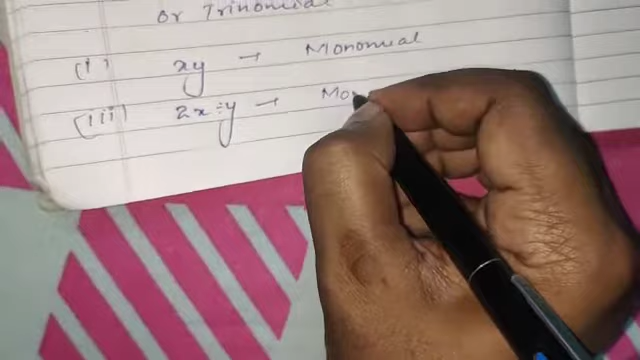 or Trinomial
(i) xy → Monomial
(iii) 2x ÷ y → Mo